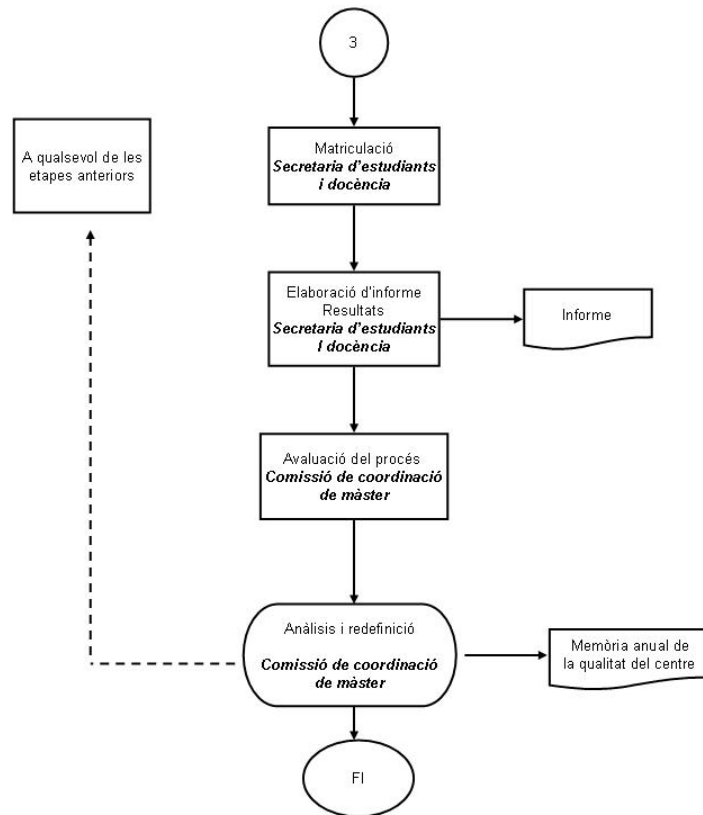 3
Matriculació
Secretaria d'estudiants
i docència
A qualsevol de les
etapes anteriors
Elaboració d'informe
Resultats
Secretaria d'estudiants
I docència
Informe
Avaluació del procés
Comissió de coordinació
de màster
Anàlisis i redefinició
Comissió de coordinació
de màster
Memòria anual de
la qualitat del centre
FI